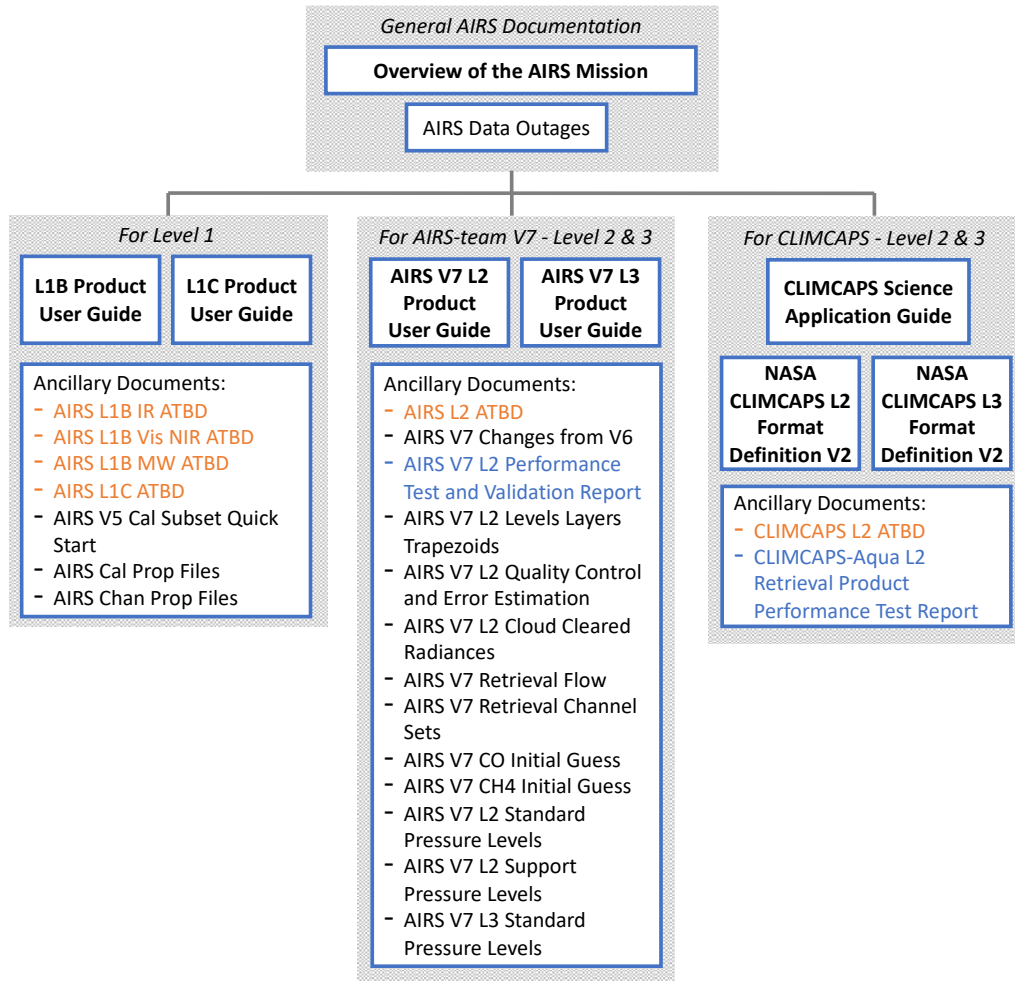 General AIRS Documentation
Overview of the AIRS Mission
AIRS Data Outages
For Level 1
L1B Product
User Guide
L1C Product
User Guide
Ancillary Documents:
- AIRS L1B IR ATBD
- AIRS L1B Vis NIR ATBD
- AIRS L1B MW ATBD
- AIRS L1C ATBD
- AIRS V5 Cal Subset Quick
Start
- AIRS Cal Prop Files
- AIRS Chan Prop Files
For AIRS-team V7 - Level 2 & 3
AIRS V7 L2
Product
User Guide
AIRS V7 L3
Product
User Guide
Ancillary Documents:
- AIRS L2 ATBD
- AIRS V7 Changes from V6
- AIRS V7 L2 Performance
Test and Validation Report
- AIRS V7 L2 Levels Layers
Trapezoids
- AIRS V7 L2 Quality Control
and Error Estimation
- AIRS V7 L2 Cloud Cleared
Radiances
- AIRS V7 Retrieval Flow
- AIRS V7 Retrieval Channel
Sets
- AIRS V7 CO Initial Guess
- AIRS V7 CH4 Initial Guess
- AIRS V7 L2 Standard
Pressure Levels
- AIRS V7 L2 Support
Pressure Levels
- AIRS V7 L3 Standard
Pressure Levels
For CLIMCAPS - Level 2 & 3
CLIMCAPS Science
Application Guide
NASA
CLIMCAPS L2
Format
Definition V2
NASA
CLIMCAPS L3
Format
Definition V2
Ancillary Documents:
- CLIMCAPS L2 ATBD
- CLIMCAPS-Aqua L2
Retrieval Product
Performance Test Report